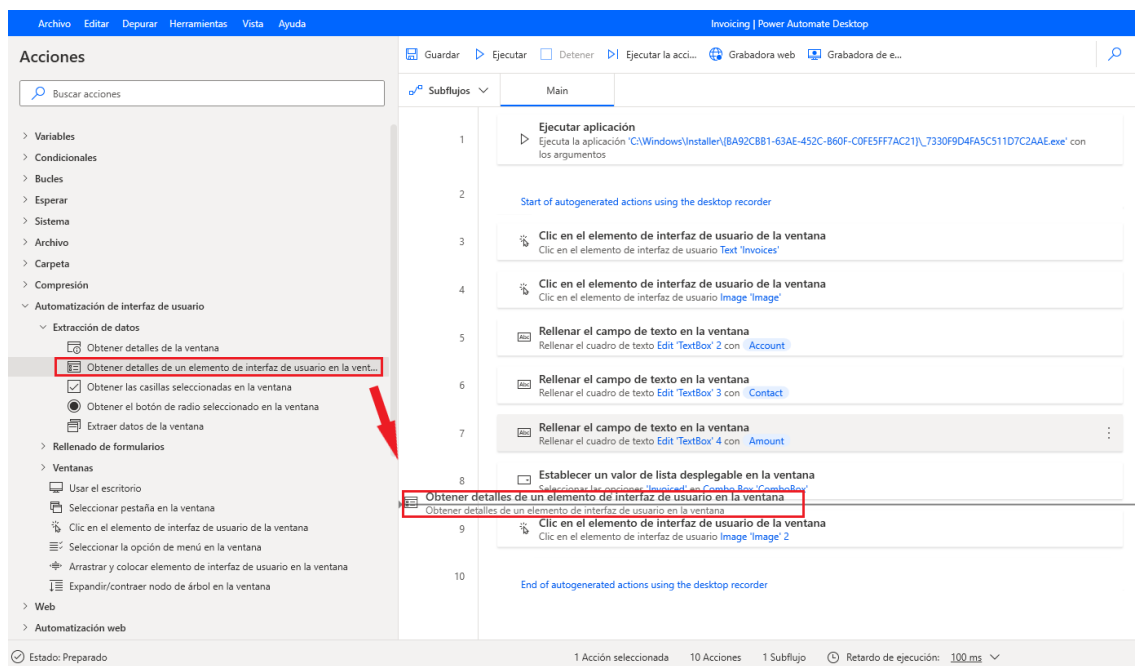 Archivo Editar Depurar Herramientas Vista Ayuda
Invoicing | Power Automate Desktop
Acciones
Guardar Ejecutar Detener Ejecutar la acci... Grabadora web Grabadora de e...
Buscar acciones
Subflujos Main
Variables
Condicionales
Bucles
Esperar
Sistema
Archivo
Carpeta
Compresión
Automatización de interfaz de usuario
Extracción de datos
Obtener detalles de la ventana
Obtener detalles de un elemento de interfaz de usuario en la vent...
Obtener las casillas seleccionadas en la ventana
Obtener el botón de radio seleccionado en la ventana
Extraer datos de la ventana
Rellenado de formularios
Ventanas
Usar el escritorio
Seleccionar pestaña en la ventana
Clic en el elemento de interfaz de usuario de la ventana
Seleccionar la opción de menú en la ventana
Arrastrar y colocar elemento de interfaz de usuario en la ventana
Expandir/contraer nodo de árbol en la ventana
Web
Automatización web
1
Ejecutar aplicación
Ejecuta la aplicación 'C:\Windows\Installer\{BA92CBB1-63AE-452C-B60F-C0FE5FF7AC21}\_7330F9D4FA5C511D7C2AAE.exe' con
los argumentos
2
Start of autogenerated actions using the desktop recorder
3
Clic en el elemento de interfaz de usuario de la ventana
Clic en el elemento de interfaz de usuario Text 'Invoices'
4
Clic en el elemento de interfaz de usuario de la ventana
Clic en el elemento de interfaz de usuario Image 'Image'
5
Abc
Rellenar el campo de texto en la ventana
Rellenar el cuadro de texto Edit 'TextBox' 2 con Account
6
Abc
Rellenar el campo de texto en la ventana
Rellenar el cuadro de texto Edit 'TextBox' 3 con Contact
7
Abc
Rellenar el campo de texto en la ventana
Rellenar el cuadro de texto Edit 'TextBox' 4 con Amount
8
Establecer un valor de lista desplegable en la ventana
Seleccionar las opciones 'Invoiced' en Combo Box 'ComboBox'
Obtener detalles de un elemento de interfaz de usuario en la ventana
Obtener detalles de un elemento de interfaz de usuario en la ventana
9
Clic en el elemento de interfaz de usuario de la ventana
Clic en el elemento de interfaz de usuario Image 'Image' 2
10
End of autogenerated actions using the desktop recorder
Estado: Preparado 1 Acción seleccionada 10 Acciones 1 Subflujo Retardo de ejecución: 100 ms